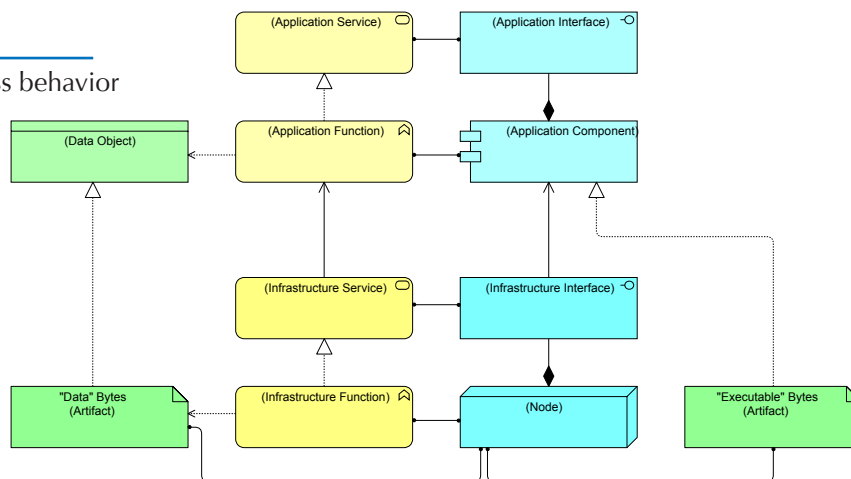 (Application Service)
(Application Interface)
behavior
(Application Function)
(Application Component)
(Data Object)
(Infrastructure Service)
(Infrastructure Interface)
"Data" Bytes
(Artifact)
(Infrastructure Function)
(Node)
"Executable" Bytes
(Artifact)